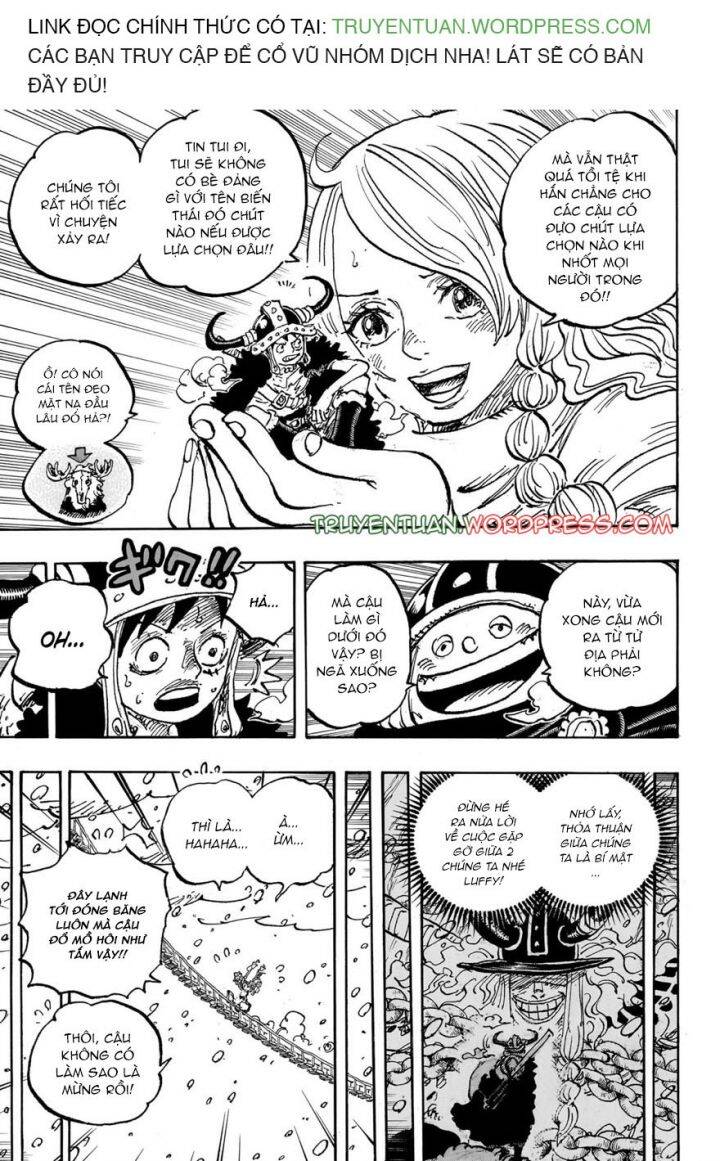 LINK ĐỌC CHÍNH THỨC CÓ TẠI: TRUYENTUAN.WORDPRESS.COM
CÁC BẠN TRUY CẬP ĐỂ CỔ VŨ NHÓM DỊCH NHA! LÁT SẼ CÓ BẢN
ĐẦY ĐỦ!
MÀ VẪN THẬT
QUÁ TỒI TỆ KHI
HẮN CHẲNG CHO
CÁC CẬU CÓ
ĐỰO CHÚT LỰA
CHỌN NÀO KHI
NHỐT MỌI
NGƯỜI TRONG
ĐÓ!!
TIN TUI ĐI,
TUI SẼ KHÔNG
CÓ BÈ ĐẢNG
GÌ VỚI TÊN BIẾN
THÁI ĐÓ CHÚT
NÀO NẾU ĐƯỢC
LỰA CHỌN ĐÂU!!
CHÚNG TÔI
RẤT HỐI TIẾC
VÌ CHUYỆN
XẢY RA!
Ồ! CÔ NÓI
CÁI TÊN ĐEO
MẶT NẠ ĐẦU
LÂU ĐÓ HẢ?!
TRUYENTUAN.WORDPRESS.COM
NÀY, VỪA
XONG CẬU MỚI
RA TỪ TỪ
ĐỊA PHẢI
KHÔNG?
MÀ CẬU
LÀM GÌ
DƯỚI ĐÓ
VẬY? BỊ
NGÃ XUỐNG
SAO?
HẢ...
ギクッ!!
OH...
NHỚ LẤY,
THỎA THUẬN
GIỮA CHÚNG
TA LÀ BÍ MẬT
...
ĐỪNG HÉ
RA NỬA LỜI
VỀ CUỘC GẶP
GỠ GIỮA 2
CHÚNG TA NHÉ
LUFFY!
À...
ỪM...
THÌ LÀ...
HAHAHA...
ĐÂY LẠNH
TỚI ĐÓNG BĂNG
LUÔN MÀ CẬU
ĐỔ MỒ HÔI NHƯ
TẮM VẬY!!
THÔI, CẬU
KHÔNG CÓ
LÀM SAO LÀ
MỪNG RỒI!